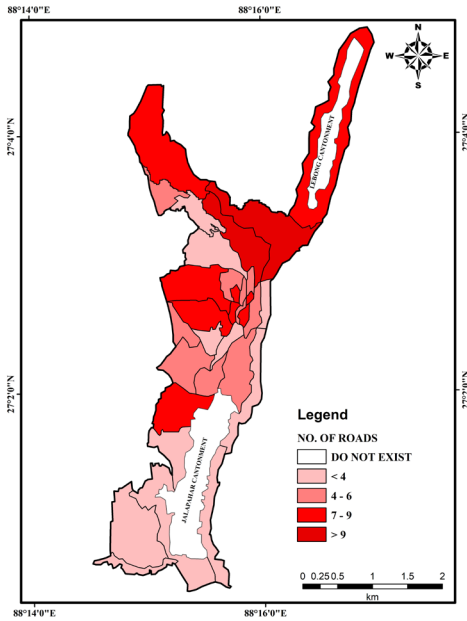 88°14'0"E
88°16'0"E
N
W
E
S
27°4'0"N
27°4'0"N
LEBONG CANTONMENT
27°2'0"N
27°2'0"N
JALAPAHAR CANTONMENT
Legend
NO. OF ROADS
DO NOT EXIST
< 4
4 - 6
7 - 9
> 9
0 0.25 0.5 1 1.5 2
km
88°14'0"E
88°16'0"E